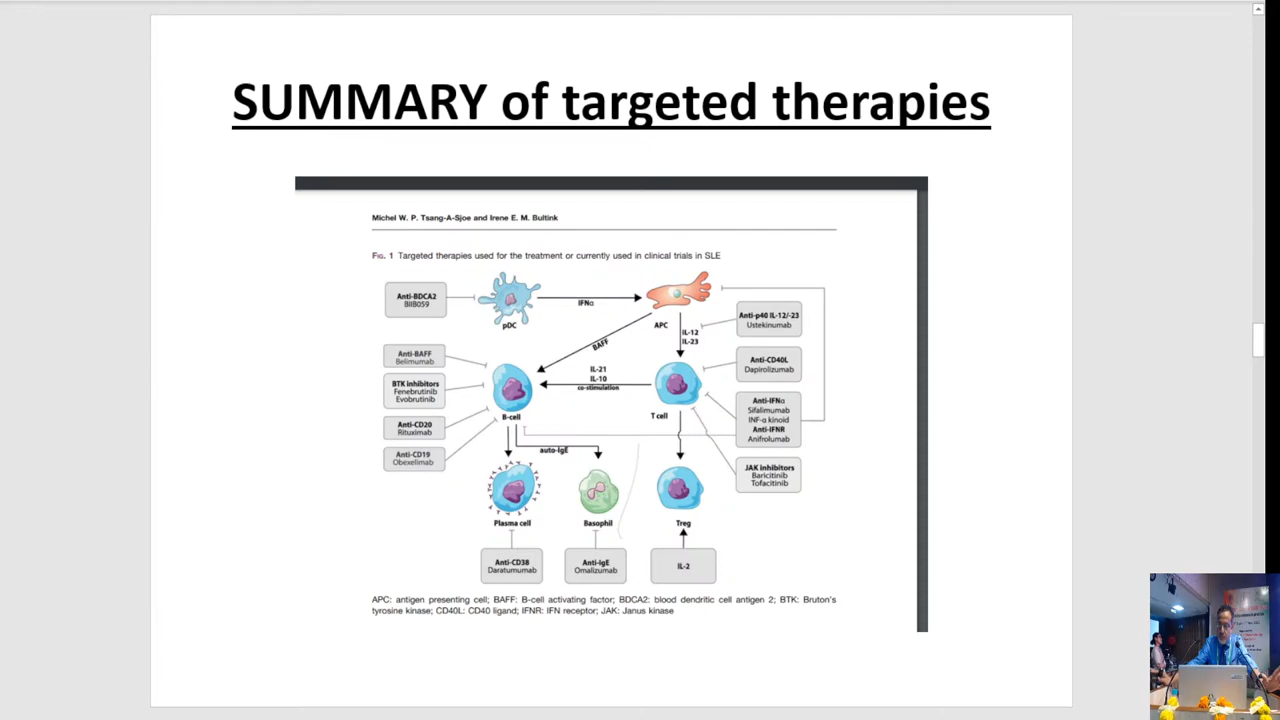 SUMMARY of targeted therapies
Michel W. P. Tsang-A-Sjoe and Irene E. M. Bultink
FIG. 1 Targeted therapies used for the treatment or currently used in clinical trials in SLE
Anti-BDCA2
BIIB059
pDC
IFNα
APC
Anti-p40 IL-12/-23
Ustekinumab
IL-12
IL-23
BAFF
Anti-BAFF
Belimumab
Anti-CD40L
Dapirolizumab
IL-21
IL-10
co-stimulation
BTK inhibitors
Fenebrutinib
Evobrutinib
B-cell
T cell
Anti-IFNα
Sifalimumab
INF-α kinoid
Anti-IFNR
Anifrolumab
Anti-CD20
Rituximab
Anti-CD19
Obexelimab
auto-IgE
JAK inhibitors
Baricitinib
Tofacitinib
Plasma cell
Basophil
Treg
Anti-CD38
Daratumumab
Anti-IgE
Omalizumab
IL-2
APC: antigen presenting cell; BAFF: B-cell activating factor; BDCA2: blood dendritic cell antigen 2; BTK: Bruton's
tyrosine kinase; CD40L: CD40 ligand; IFNR: IFN receptor; JAK: Janus kinase